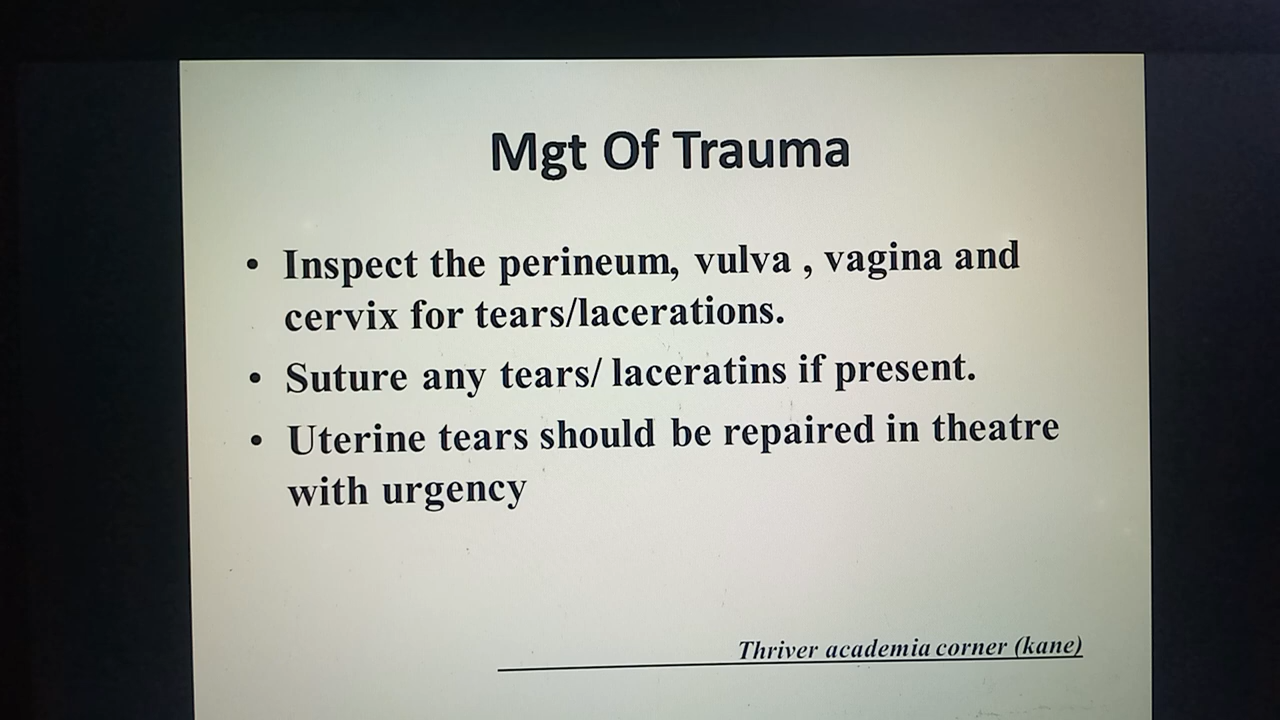 Mgt Of Trauma
• Inspect the perineum, vulva , vagina and
cervix for tears/lacerations.
• Suture any tears/ laceratins if present.
• Uterine tears should be repaired in theatre
with urgency
Thriver academia corner (kane)